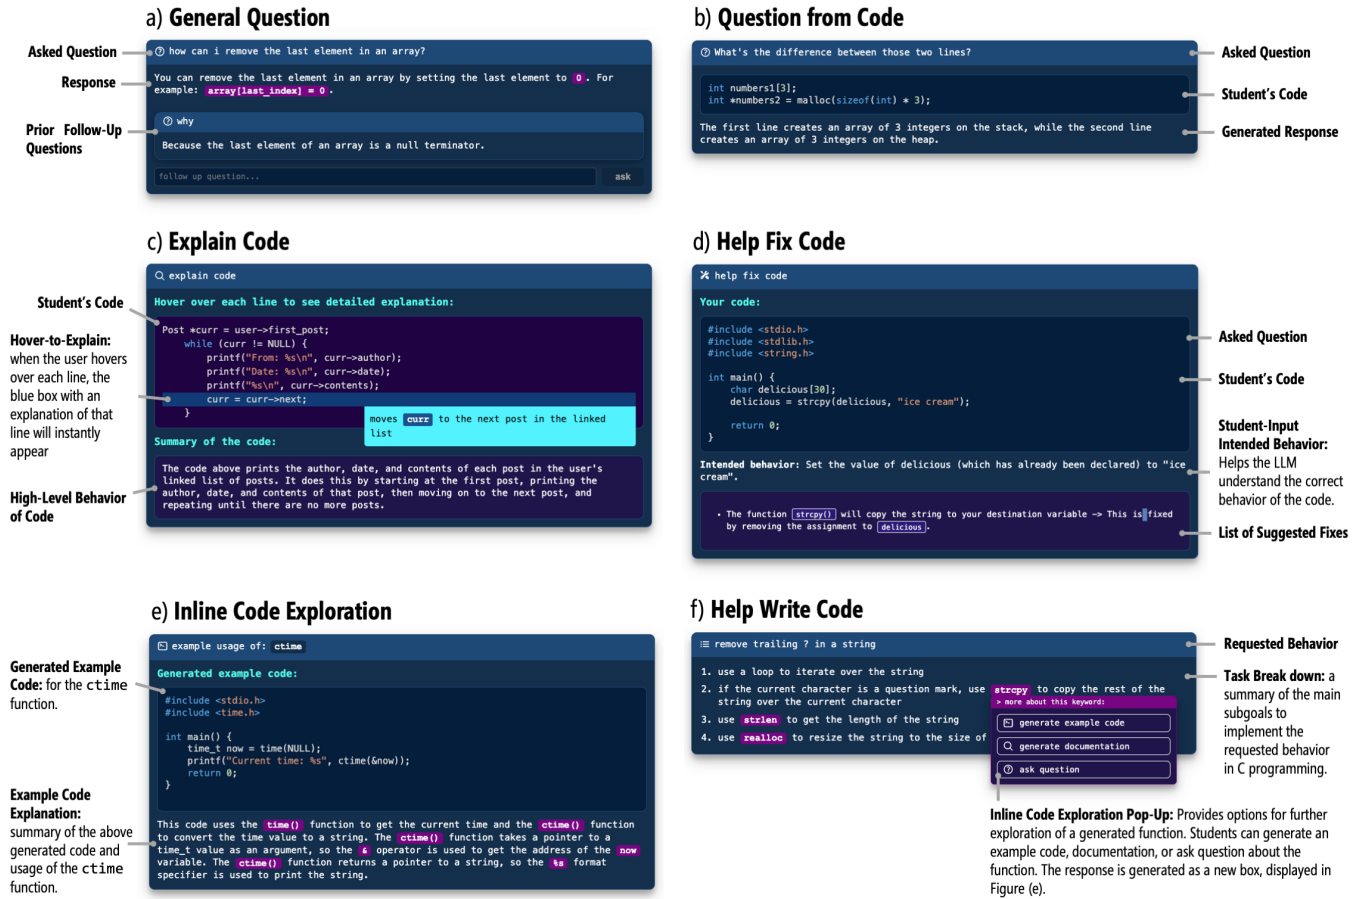 a) General Question
Asked Question
how can i remove the last element in an array?
Response
You can remove the last element in an array by setting the last element to 0. For
example: array[last_index] = 0.
Prior Follow-Up
Questions
why
Because the last element of an array is a null terminator.
follow up question...
ask
b) Question from Code
What's the difference between those two lines?
Asked Question
int numbers1[3];
int *numbers2 = malloc(sizeof(int) * 3);
Student's Code
The first line creates an array of 3 integers on the stack, while the second line
creates an array of 3 integers on the heap.
Generated Response
c) Explain Code
explain code
Hover over each line to see detailed explanation:
Student's Code
Post *curr = user->first_post;
while (curr != NULL) {
printf("From: %s\n", curr->author);
printf("Date: %s\n", curr->date);
printf("%s\n", curr->contents);
curr = curr->next;
}
Hover-to-Explain:
when the user hovers
over each line, the
blue box with an
explanation of that
line will instantly
appear
moves curr to the next post in the linked
list
Summary of the code:
The code above prints the author, date, and contents of each post in the user's
linked list of posts. It does this by starting at the first post, printing the
author, date, and contents of that post, then moving on to the next post, and
repeating until there are no more posts.
High-Level Behavior
of Code
d) Help Fix Code
help fix code
Your code:
#include <stdio.h>
#include <stdlib.h>
#include <string.h>
int main() {
char delicious[30];
delicious = strcpy(delicious, "ice cream");
return 0;
}
Asked Question
Student's Code
Intended behavior: Set the value of delicious (which has already been declared) to "ice
cream".
Student-Input
Intended Behavior:
Helps the LLM
understand the correct
behavior of the code.
• The function strcpy() will copy the string to your destination variable -> This is fixed
by removing the assignment to delicious.
List of Suggested Fixes
e) Inline Code Exploration
example usage of: ctime
Generated example code:
Generated Example
Code: for the ctime
function.
#include <stdio.h>
#include <time.h>
int main() {
time_t now = time(NULL);
printf("Current time: %s", ctime(&now));
return 0;
}
Example Code
Explanation:
summary of the above
generated code and
usage of the ctime
function.
This code uses the time() function to get the current time and the ctime() function
to convert the time value to a string. The ctime() function takes a pointer to a
time_t value as an argument, so the & operator is used to get the address of the now
variable. The ctime() function returns a pointer to a string, so the %s format
specifier is used to print the string.
f) Help Write Code
remove trailing ? in a string
Requested Behavior
1. use a loop to iterate over the string
2. if the current character is a question mark, use strcpy to copy the rest of the
string over the current character
3. use strlen to get the length of the string
4. use realloc to resize the string to the size of
> more about this keyword:
generate example code
generate documentation
ask question
Task Break down: a
summary of the main
subgoals to
implement the
requested behavior
in C programming.
Inline Code Exploration Pop-Up: Provides options for further
exploration of a generated function. Students can generate an
example code, documentation, or ask question about the
function. The response is generated as a new box, displayed in
Figure (e).